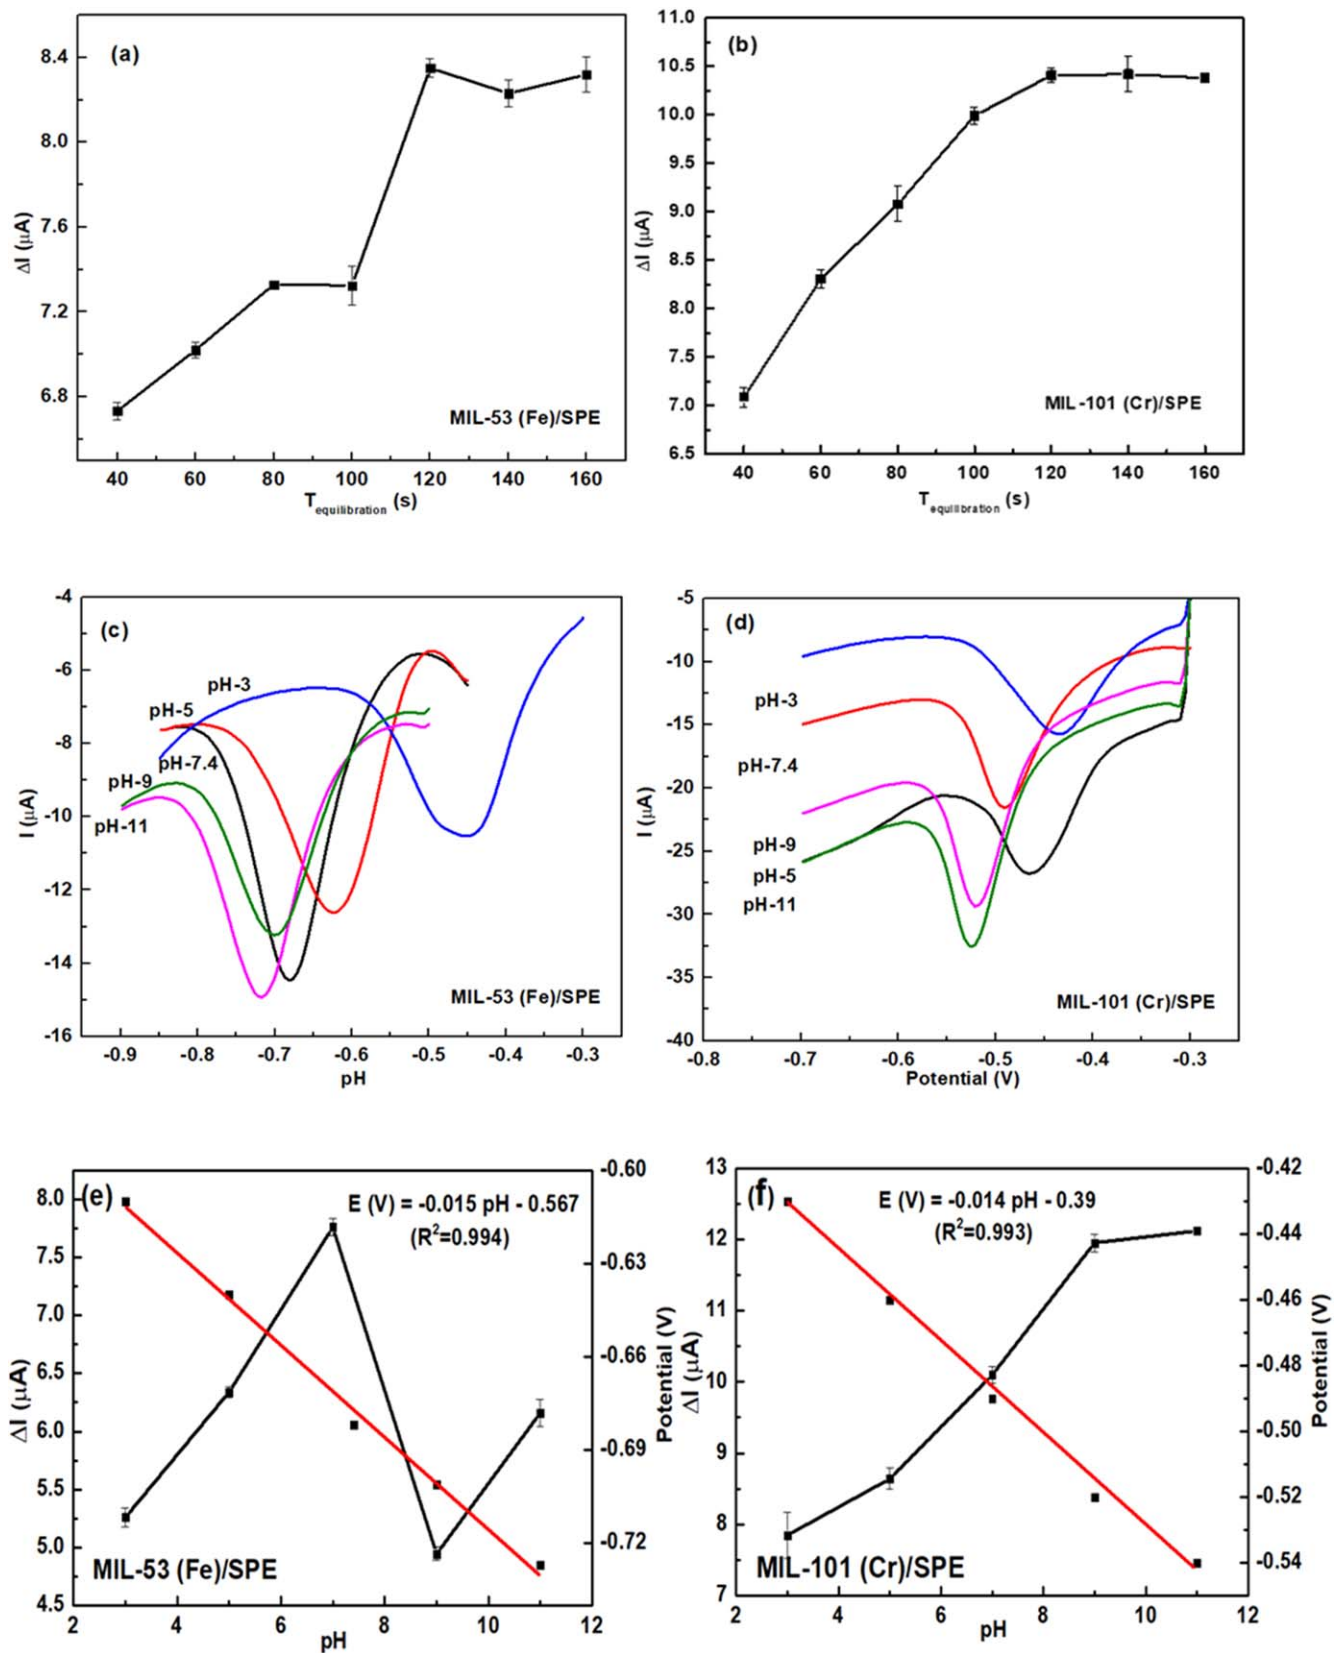 (a)
8.4
8.0
7.6
7.2
6.8
ΔI (μA)
MIL-53 (Fe)/SPE
40 60 80 100 120 140 160
Tequilibration (s)
(b)
11.0
10.5
10.0
9.5
9.0
8.5
8.0
7.5
7.0
6.5
ΔI (μA)
MIL-101 (Cr)/SPE
40 60 80 100 120 140 160
Tequilibration (s)
(c)
-4
-6
-8
-10
-12
-14
-16
I (μA)
pH-3
pH-5
pH-7.4
pH-9
pH-11
MIL-53 (Fe)/SPE
-0.9 -0.8 -0.7 -0.6 -0.5 -0.4 -0.3
pH
(d)
-5
-10
-15
-20
-25
-30
-35
-40
I (μA)
pH-3
pH-7.4
pH-9
pH-5
pH-11
MIL-101 (Cr)/SPE
-0.8 -0.7 -0.6 -0.5 -0.4 -0.3
Potential (V)
(e)
E (V) = -0.015 pH - 0.567
(R²=0.994)
8.0
7.5
7.0
6.5
6.0
5.5
5.0
4.5
ΔI (μA)
-0.60
-0.63
-0.66
-0.69
-0.72
Potential (V)
MIL-53 (Fe)/SPE
2 4 6 8 10 12
pH
(f)
E (V) = -0.014 pH - 0.39
(R²=0.993)
13
12
11
10
9
8
7
ΔI (μA)
-0.42
-0.44
-0.46
-0.48
-0.50
-0.52
-0.54
Potential (V)
MIL-101 (Cr)/SPE
2 4 6 8 10 12
pH